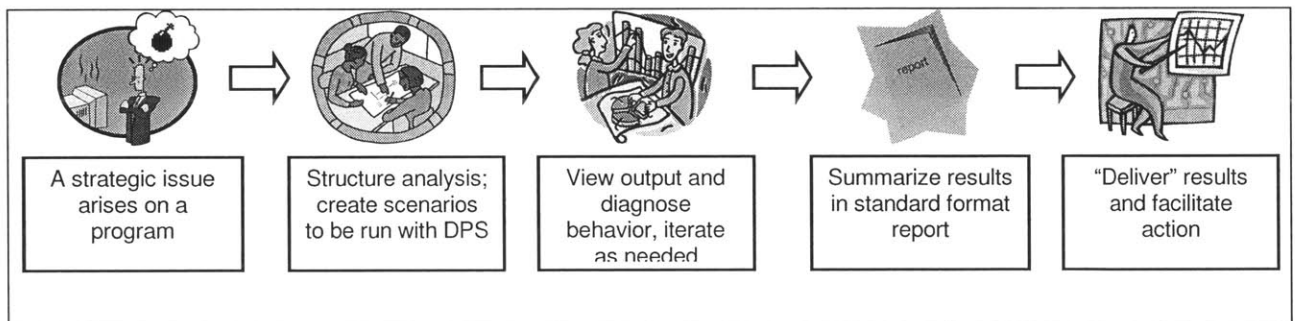 report
A strategic issue
arises on a
program
Structure analysis;
create scenarios
to be run with DPS
View output and
diagnose
behavior, iterate
as needed
Summarize results
in standard format
report
“Deliver” results
and facilitate
action